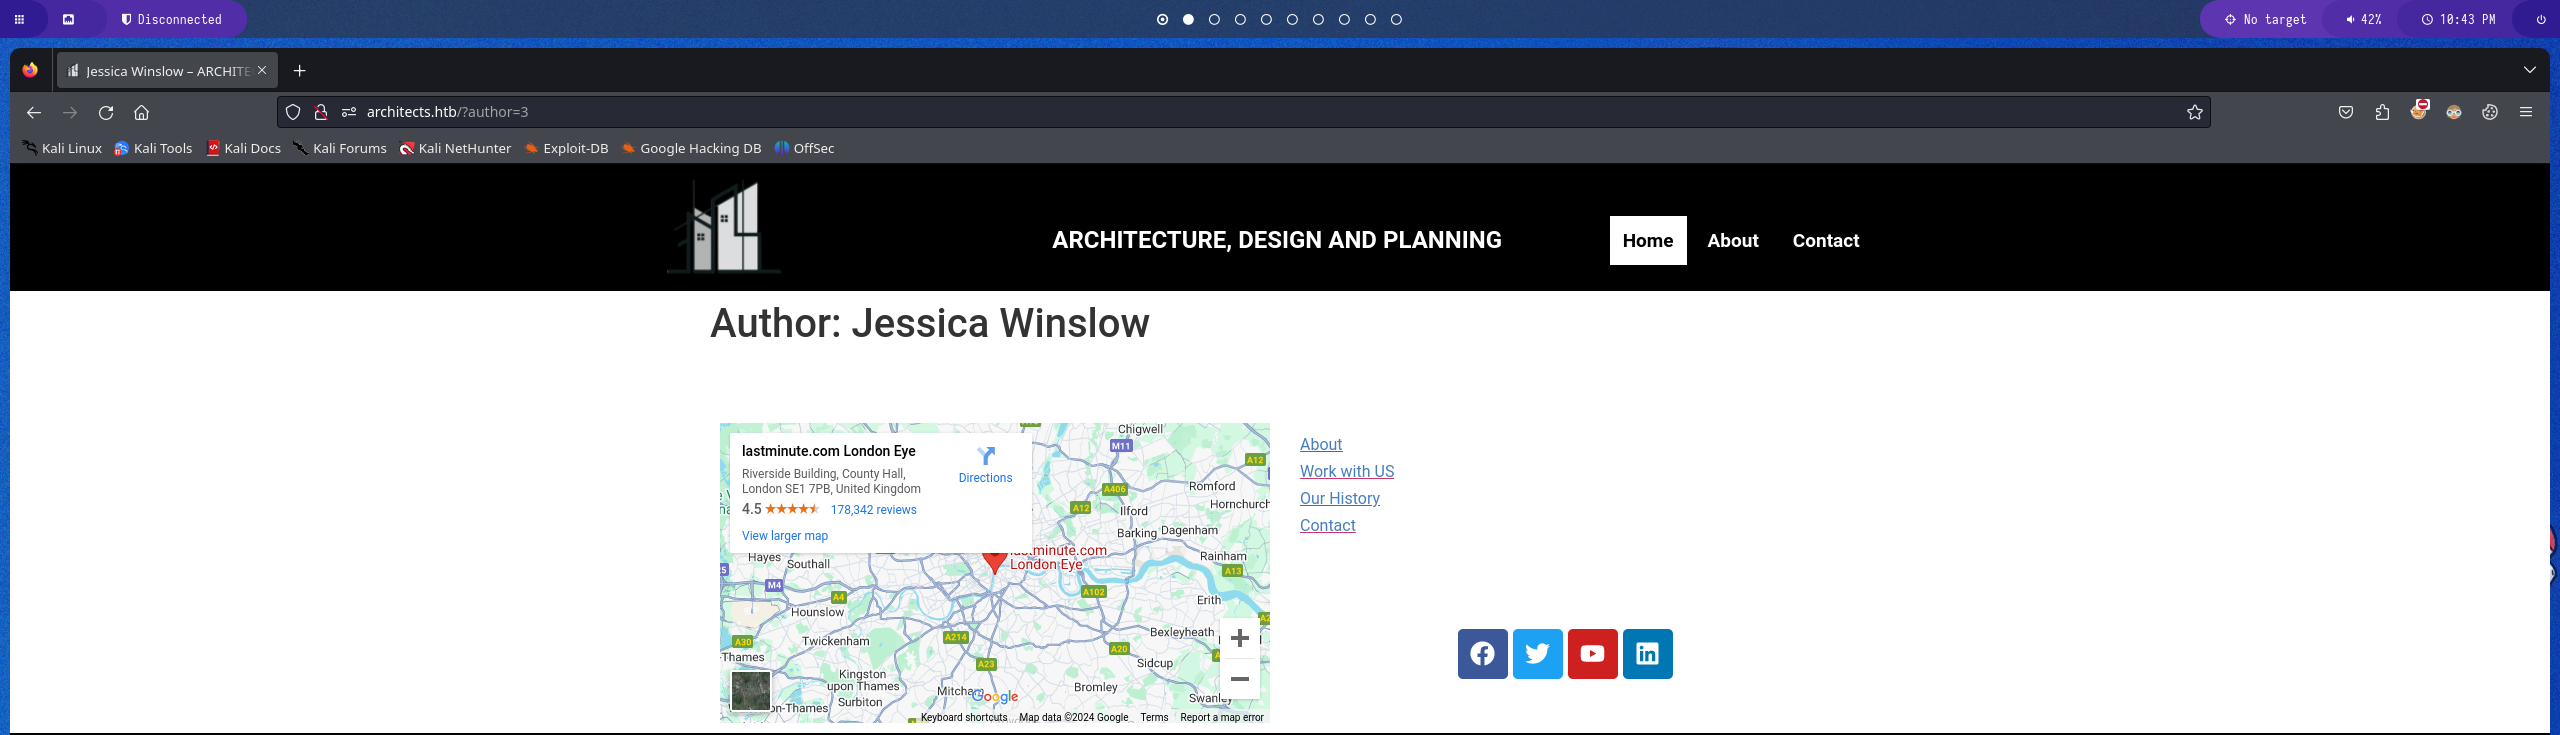 Disconnected
No target
42%
10:43 PM
Jessica Winslow – ARCHITE
architects.htb/?author=3
Kali Linux
Kali Tools
Kali Docs
Kali Forums
Kali NetHunter
Exploit-DB
Google Hacking DB
OffSec
ARCHITECTURE, DESIGN AND PLANNING
Home
About
Contact
Author: Jessica Winslow
lastminute.com London Eye
Riverside Building, County Hall,
London SE1 7PB, United Kingdom
Directions
4.5
178,342 reviews
View larger map
Chigwell
M11
A12
A406
Romford
A12
Ilford
Hornchurch
Barking
Dagenham
lastminute.com
London Eye
Hayes
Southall
Rainham
A13
M4
A4
A102
Erith
Hounslow
A214
Bexleyheath
A30
Twickenham
A20
-Thames
A23
Sidcup
Kingston
upon Thames
Surbiton
Mitcham
Google
Bromley
Swanley
on-Thames
Keyboard shortcuts
Map data ©2024 Google
Terms
Report a map error
About
Work with US
Our History
Contact